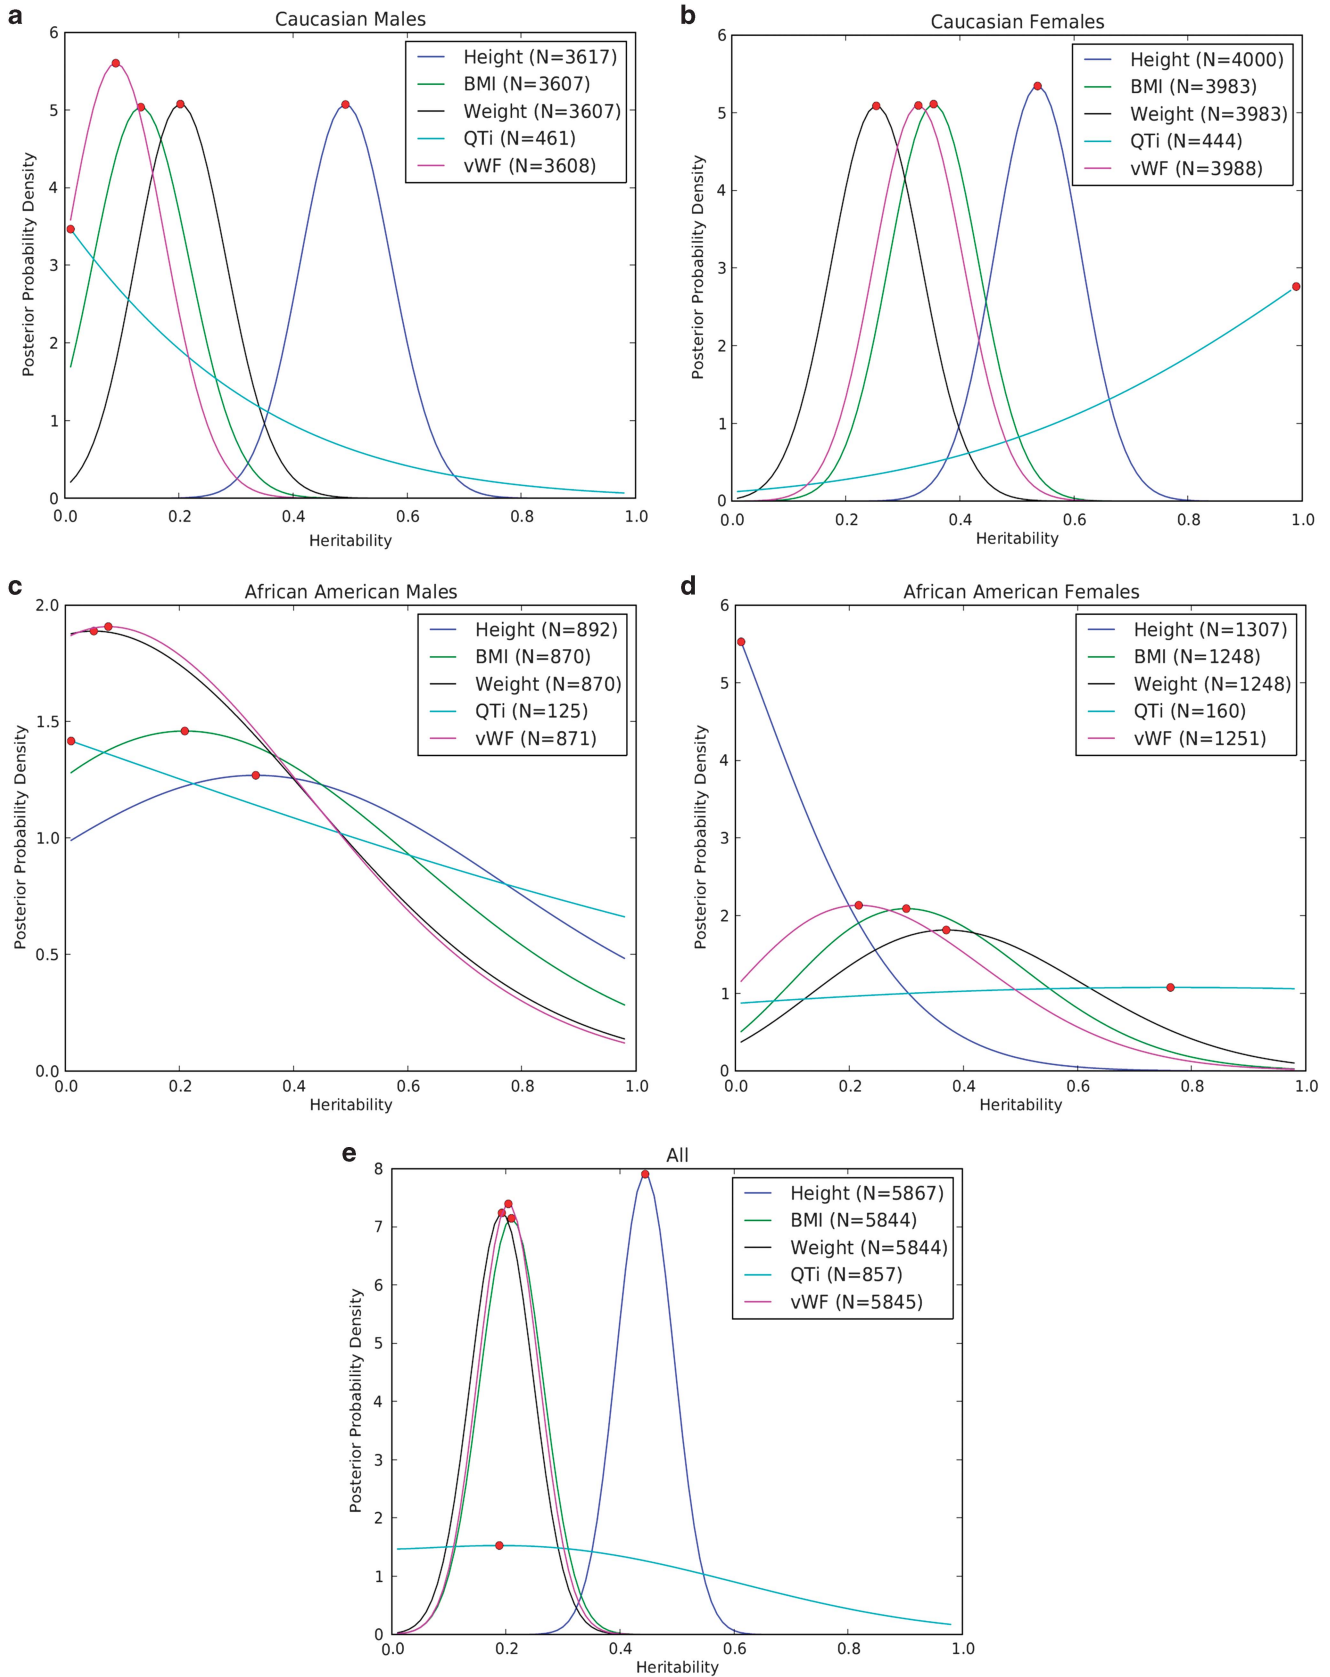 a
Caucasian Males
6
5
4
3
2
1
0
Posterior Probability Density
Height (N=3617)
BMI (N=3607)
Weight (N=3607)
QTi (N=461)
vWF (N=3608)
0.0 0.2 0.4 0.6 0.8 1.0
Heritability
b
Caucasian Females
6
5
4
3
2
1
0
Posterior Probability Density
Height (N=4000)
BMI (N=3983)
Weight (N=3983)
QTi (N=444)
vWF (N=3988)
0.0 0.2 0.4 0.6 0.8 1.0
Heritability
c
African American Males
2.0
1.5
1.0
0.5
0.0
Posterior Probability Density
Height (N=892)
BMI (N=870)
Weight (N=870)
QTi (N=125)
vWF (N=871)
0.0 0.2 0.4 0.6 0.8 1.0
Heritability
d
African American Females
6
5
4
3
2
1
0
Posterior Probability Density
Height (N=1307)
BMI (N=1248)
Weight (N=1248)
QTi (N=160)
vWF (N=1251)
0.0 0.2 0.4 0.6 0.8 1.0
Heritability
e
All
8
7
6
5
4
3
2
1
0
Posterior Probability Density
Height (N=5867)
BMI (N=5844)
Weight (N=5844)
QTi (N=857)
vWF (N=5845)
0.0 0.2 0.4 0.6 0.8 1.0
Heritability